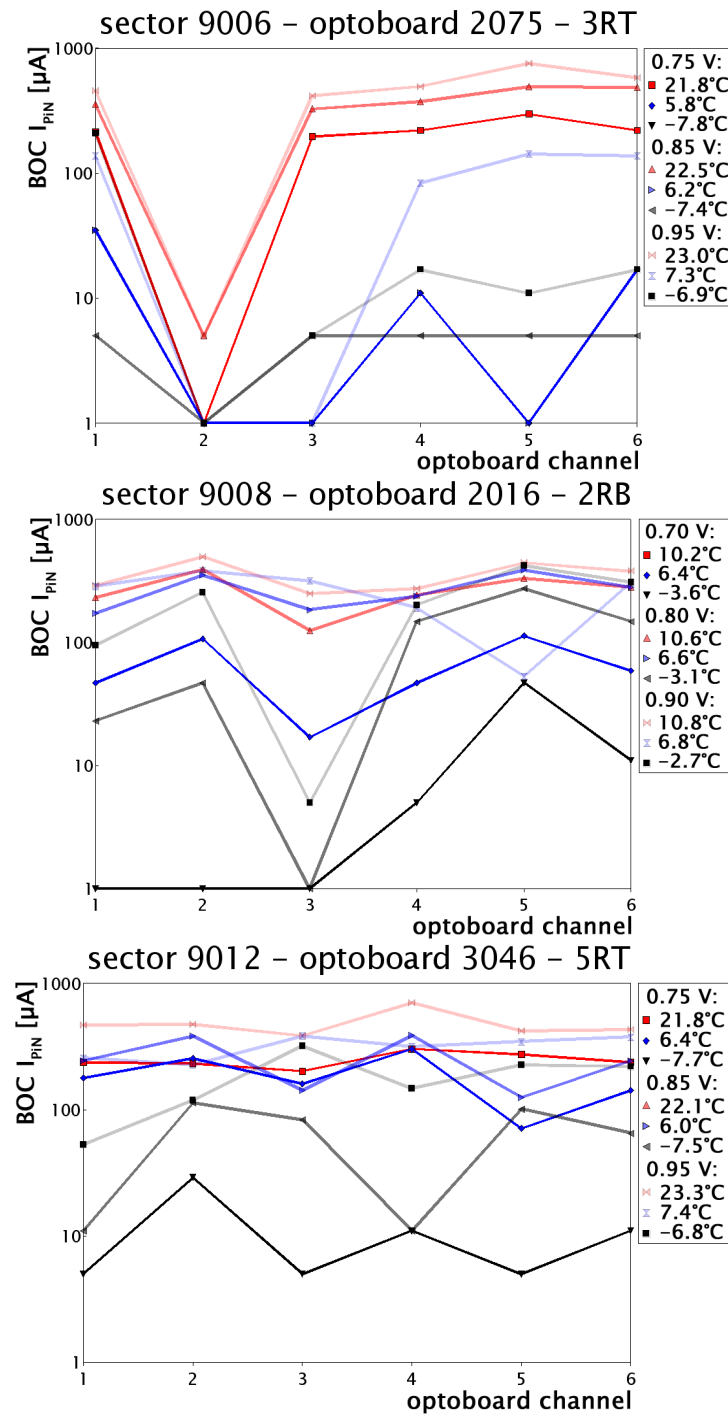 sector 9006 – optoboard 2075 – 3RT
BOC I_PiN [µA]
1000
100
10
1
1 2 3 4 5 6
optoboard channel
0.75 V:
21.8°C
5.8°C
−7.8°C
0.85 V:
22.5°C
6.2°C
−7.4°C
0.95 V:
23.0°C
7.3°C
−6.9°C
sector 9008 – optoboard 2016 – 2RB
BOC I_PiN [µA]
1000
100
10
1
1 2 3 4 5 6
optoboard channel
0.70 V:
10.2°C
6.4°C
−3.6°C
0.80 V:
10.6°C
6.6°C
−3.1°C
0.90 V:
10.8°C
6.8°C
−2.7°C
sector 9012 – optoboard 3046 – 5RT
BOC I_PiN [µA]
1000
100
10
1
1 2 3 4 5 6
optoboard channel
0.75 V:
21.8°C
6.4°C
−7.7°C
0.85 V:
22.1°C
6.0°C
−7.5°C
0.95 V:
23.3°C
7.4°C
−6.8°C